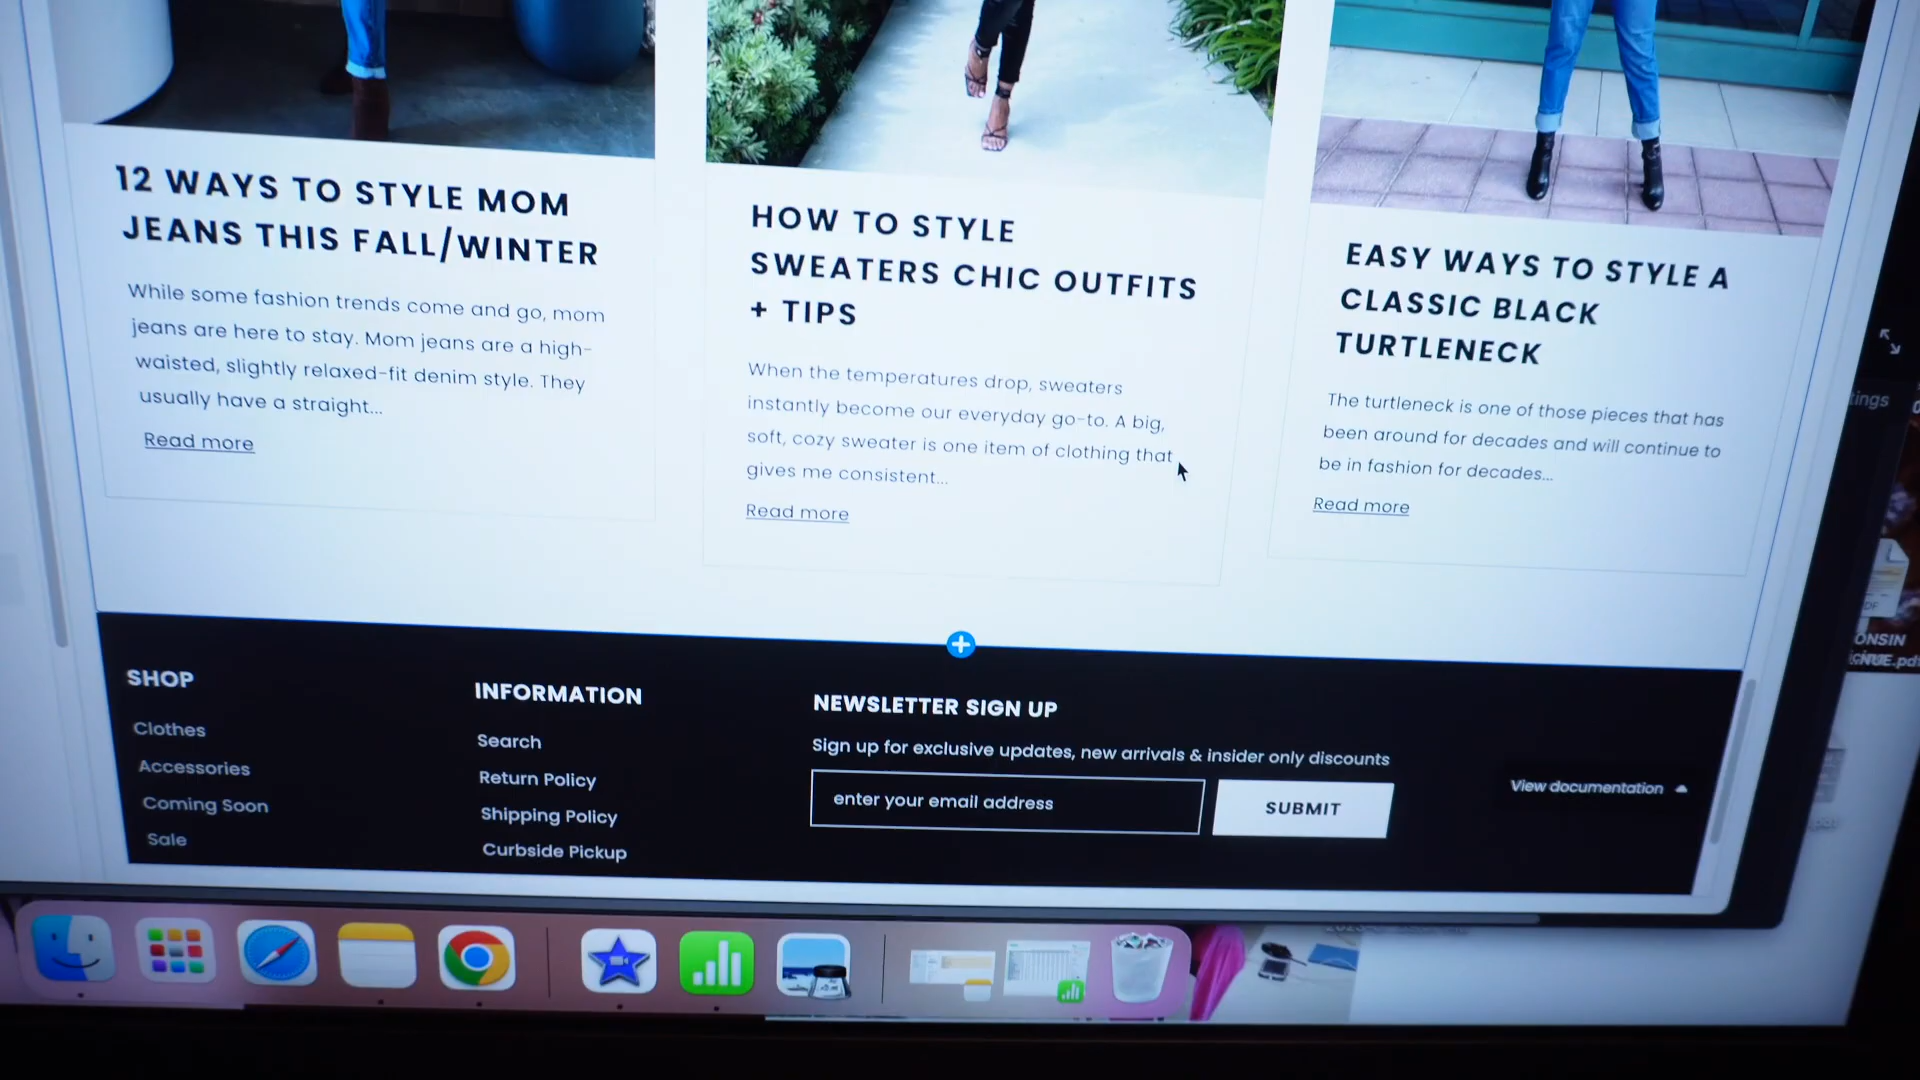 12 WAYS TO STYLE MOM
JEANS THIS FALL/WINTER
While some fashion trends come and go, mom
jeans are here to stay. Mom jeans are a high-
waisted, slightly relaxed-fit denim style. They
usually have a straight...
Read more
HOW TO STYLE
SWEATERS CHIC OUTFITS
+ TIPS
When the temperatures drop, sweaters
instantly become our everyday go-to. A big,
soft, cozy sweater is one item of clothing that
gives me consistent...
Read more
EASY WAYS TO STYLE A
CLASSIC BLACK
TURTLENECK
The turtleneck is one of those pieces that has
been around for decades and will continue to
be in fashion for decades...
Read more
SHOP
Clothes
Accessories
Coming Soon
Sale
INFORMATION
Search
Return Policy
Shipping Policy
Curbside Pickup
NEWSLETTER SIGN UP
Sign up for exclusive updates, new arrivals & insider only discounts
enter your email address
SUBMIT
View documentation